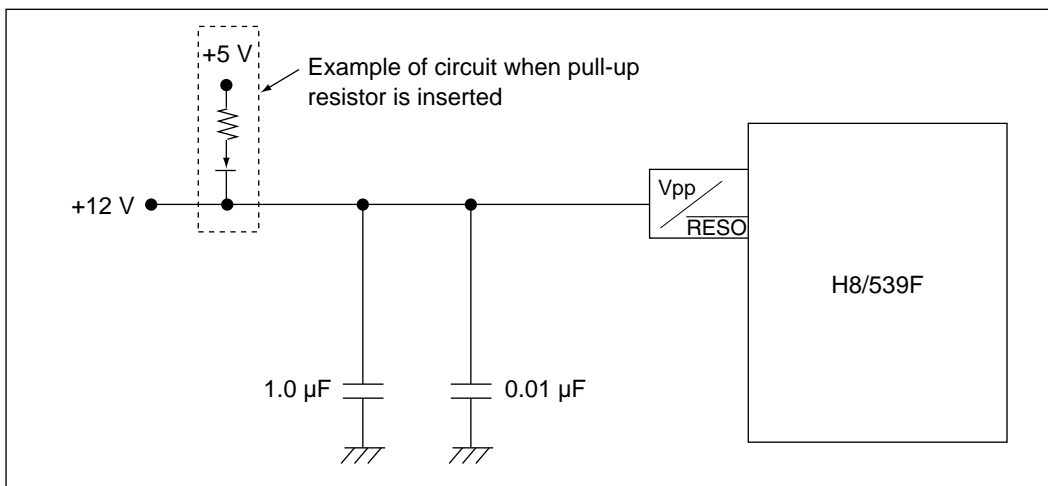 +5 V
Example of circuit when pull-up
resistor is inserted
+12 V
Vpp
RESO
H8/539F
1.0 µF
0.01 µF